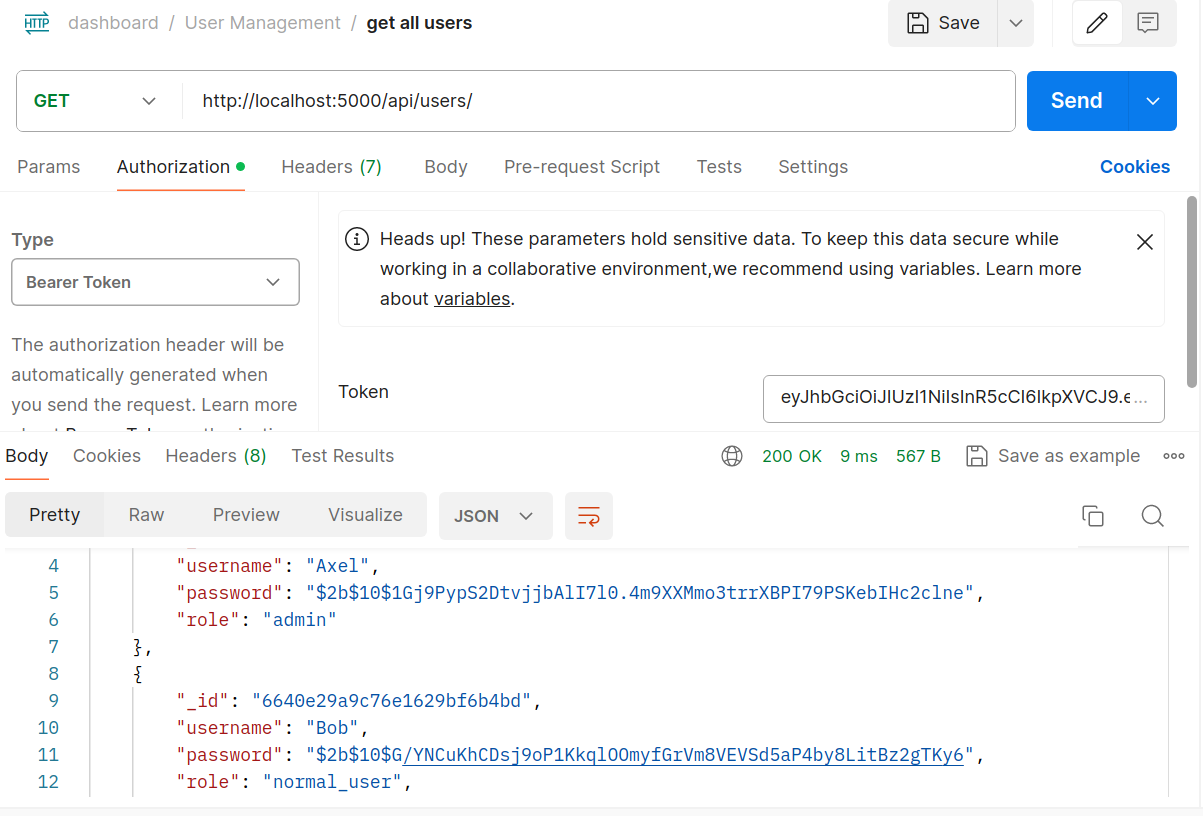 HTTP dashboard / User Management / get all users Save
GET http://localhost:5000/api/users/ Send
Params Authorization Headers (7) Body Pre-request Script Tests Settings Cookies
Type
Bearer Token
The authorization header will be
automatically generated when
you send the request. Learn more
Heads up! These parameters hold sensitive data. To keep this data secure while
working in a collaborative environment,we recommend using variables. Learn more
about variables.
Token eyJhbGciOiJIUzI1NiIsInR5cCI6IkpXVCJ9.e...
Body Cookies Headers (8) Test Results 200 OK 9 ms 567 B Save as example
Pretty Raw Preview Visualize JSON
4 "username": "Axel",
5 "password": "$2b$10$1Gj9PypS2DtvjjbAlI7l0.4m9XXMmo3trrXBPI79PSKebIHc2clne",
6 "role": "admin"
7 },
8 {
9 "_id": "6640e29a9c76e1629bf6b4bd",
10 "username": "Bob",
11 "password": "$2b$10$G/YNCuKhCDsj9oP1KkqlOOmyfGrVm8VEVSd5aP4by8LitBz2gTKy6",
12 "role": "normal_user",